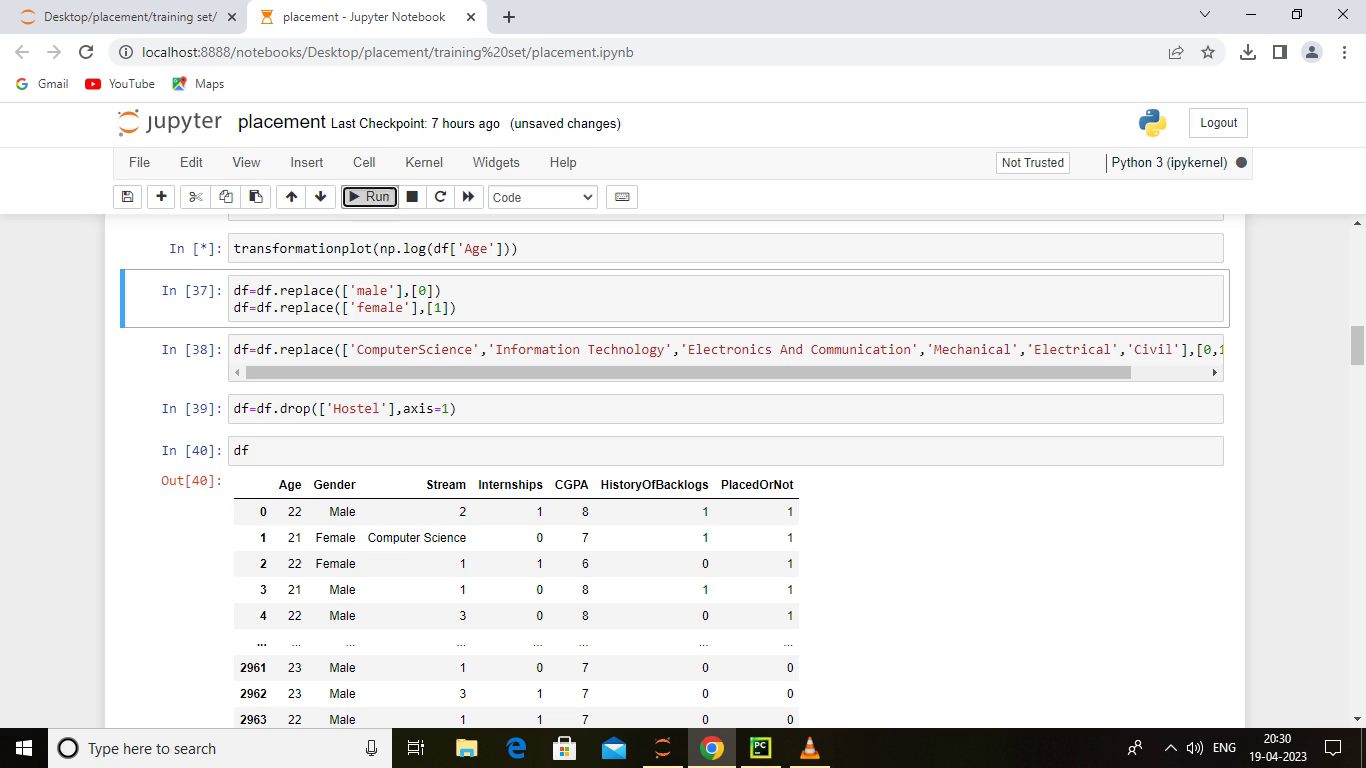 Desktop/placement/training set/
placement - Jupyter Notebook
localhost:8888/notebooks/Desktop/placement/training%20set/placement.ipynb
Gmail YouTube Maps
jupyter placement Last Checkpoint: 7 hours ago (unsaved changes)
Logout
File Edit View Insert Cell Kernel Widgets Help
Not Trusted
Python 3 (ipykernel)
Run
Code
In [*]: transformationplot(np.log(df['Age']))
In [37]: df=df.replace(['male'],[0])
df=df.replace(['female'],[1])
In [38]: df=df.replace(['ComputerScience','Information Technology','Electronics And Communication','Mechanical','Electrical','Civil'],[0,1
In [39]: df=df.drop(['Hostel'],axis=1)
In [40]: df
Out[40]:
Age Gender Stream Internships CGPA HistoryOfBacklogs PlacedOrNot
0 22 Male 2 1 8 1 1
1 21 Female Computer Science 0 7 1 1
2 22 Female 1 1 6 0 1
3 21 Male 1 0 8 1 1
4 22 Male 3 0 8 0 1
... ... ... ... ... ... ... ...
2961 23 Male 1 0 7 0 0
2962 23 Male 3 1 7 0 0
2963 22 Male 1 1 7 0 0
Type here to search
PC
ENG
20:30
19-04-2023